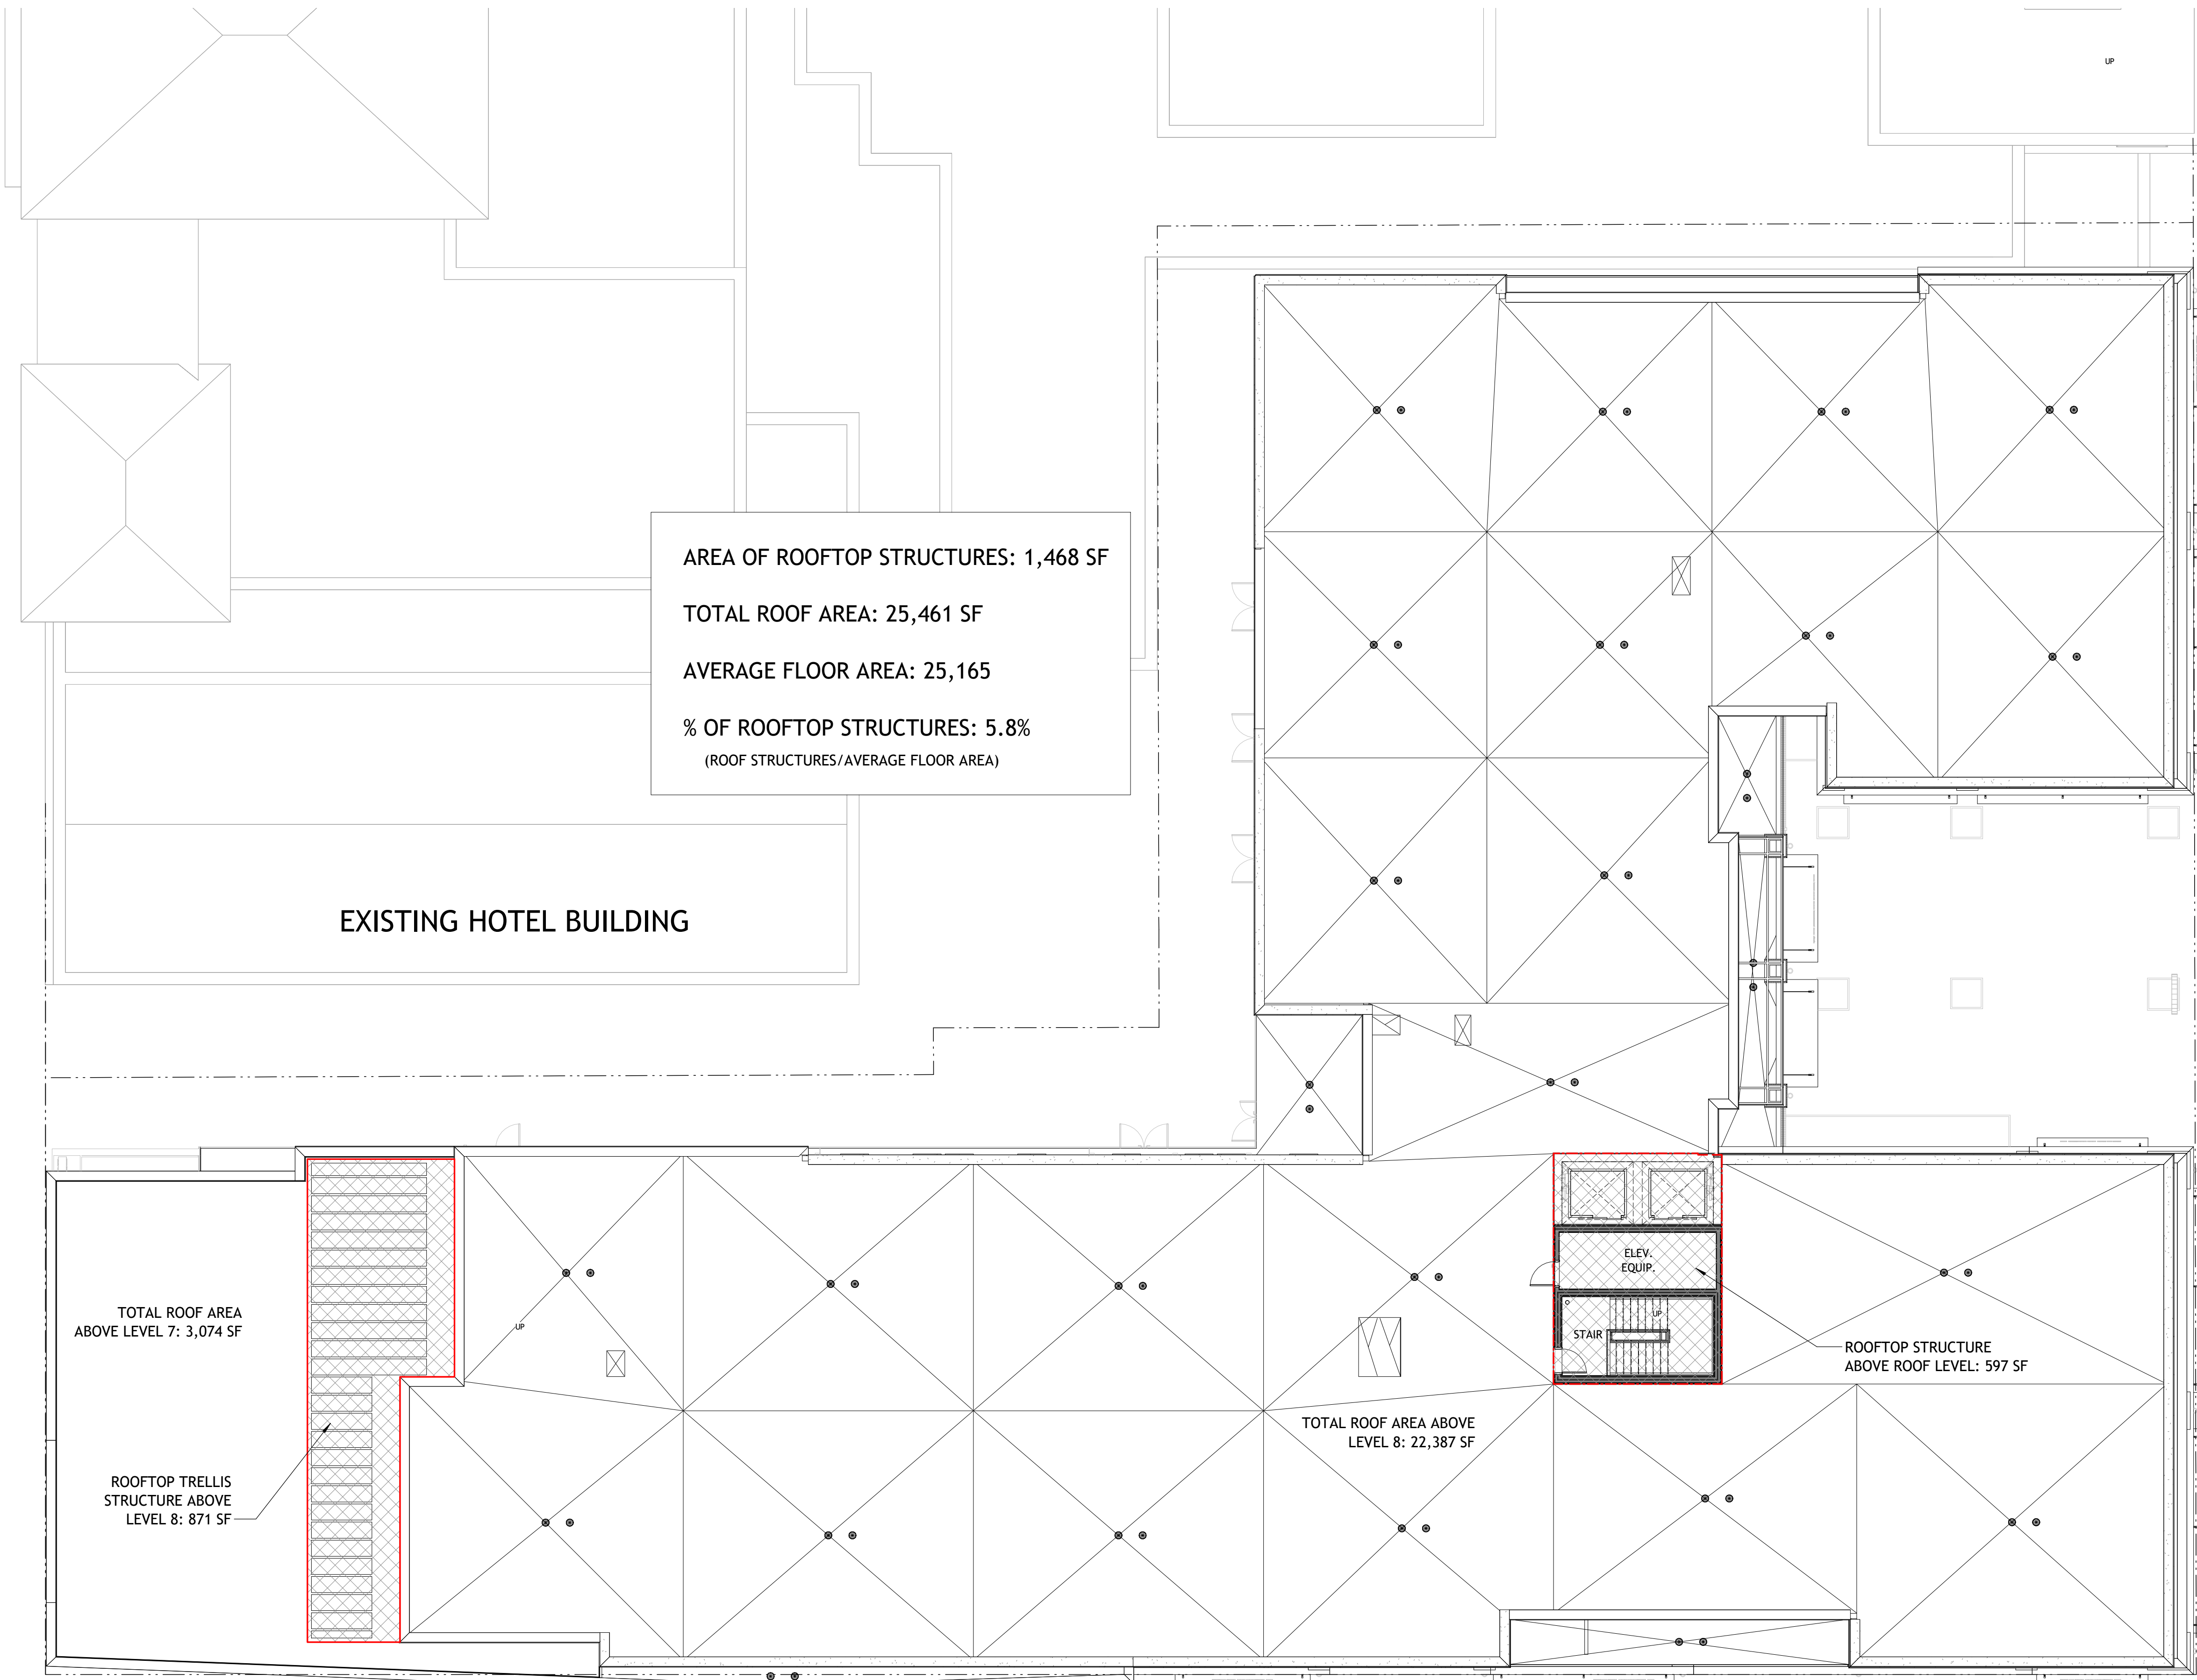 UP
AREA OF ROOFTOP STRUCTURES: 1,468 SF
TOTAL ROOF AREA: 25,461 SF
AVERAGE FLOOR AREA: 25,165
% OF ROOFTOP STRUCTURES: 5.8%
(ROOF STRUCTURES/AVERAGE FLOOR AREA)
EXISTING HOTEL BUILDING
TOTAL ROOF AREA
ABOVE LEVEL 7: 3,074 SF
UP
ELEV.
EQUIP.
UP
STAIR
ROOFTOP STRUCTURE
ABOVE ROOF LEVEL: 597 SF
TOTAL ROOF AREA ABOVE
LEVEL 8: 22,387 SF
ROOFTOP TRELLIS
STRUCTURE ABOVE
LEVEL 8: 871 SF